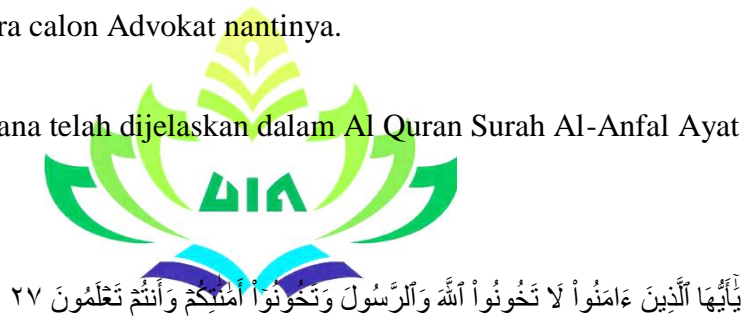 ra calon Advokat nantinya.
ana telah dijelaskan dalam Al Quran Surah Al-Anfal Ayat
UIN
يَٰٓأَيُّهَا ٱلَّذِينَ ءَامَنُواْ لَا تَخُونُواْ ٱللَّهَ وَٱلرَّسُولَ وَتَخُونُوٓاْ أَمَٰنَٰتِكُمۡ وَأَنتُمۡ تَعۡلَمُونَ ٢٧